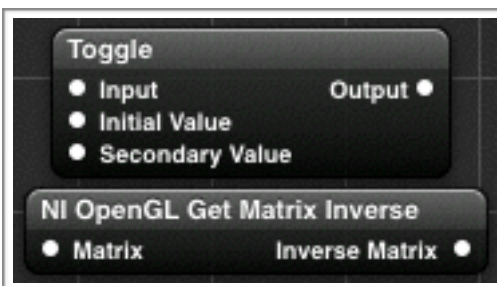 Toggle
Input Output
Initial Value
Secondary Value
NI OpenGL Get Matrix Inverse
Matrix Inverse Matrix